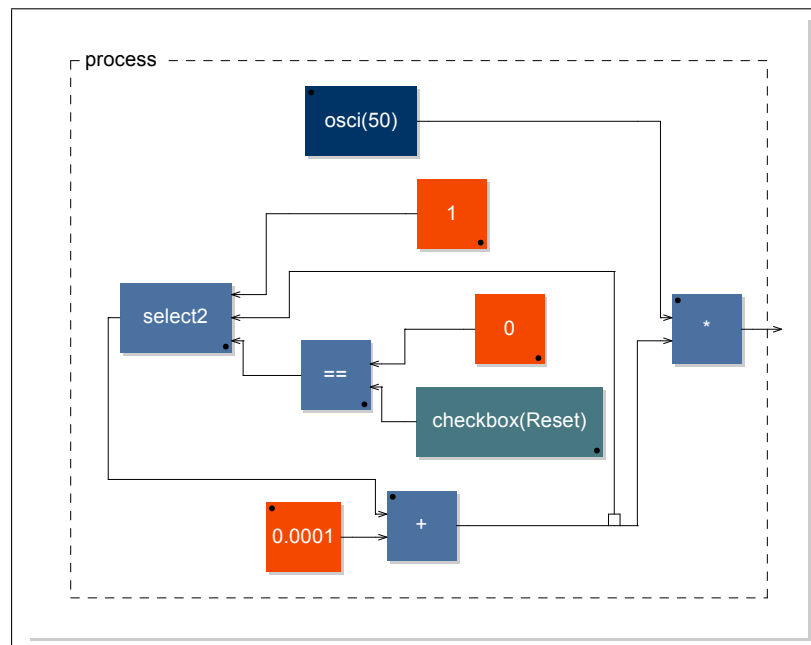 process
osci(50)
1
select2
0
*
==
checkbox(Reset)
0.0001
+